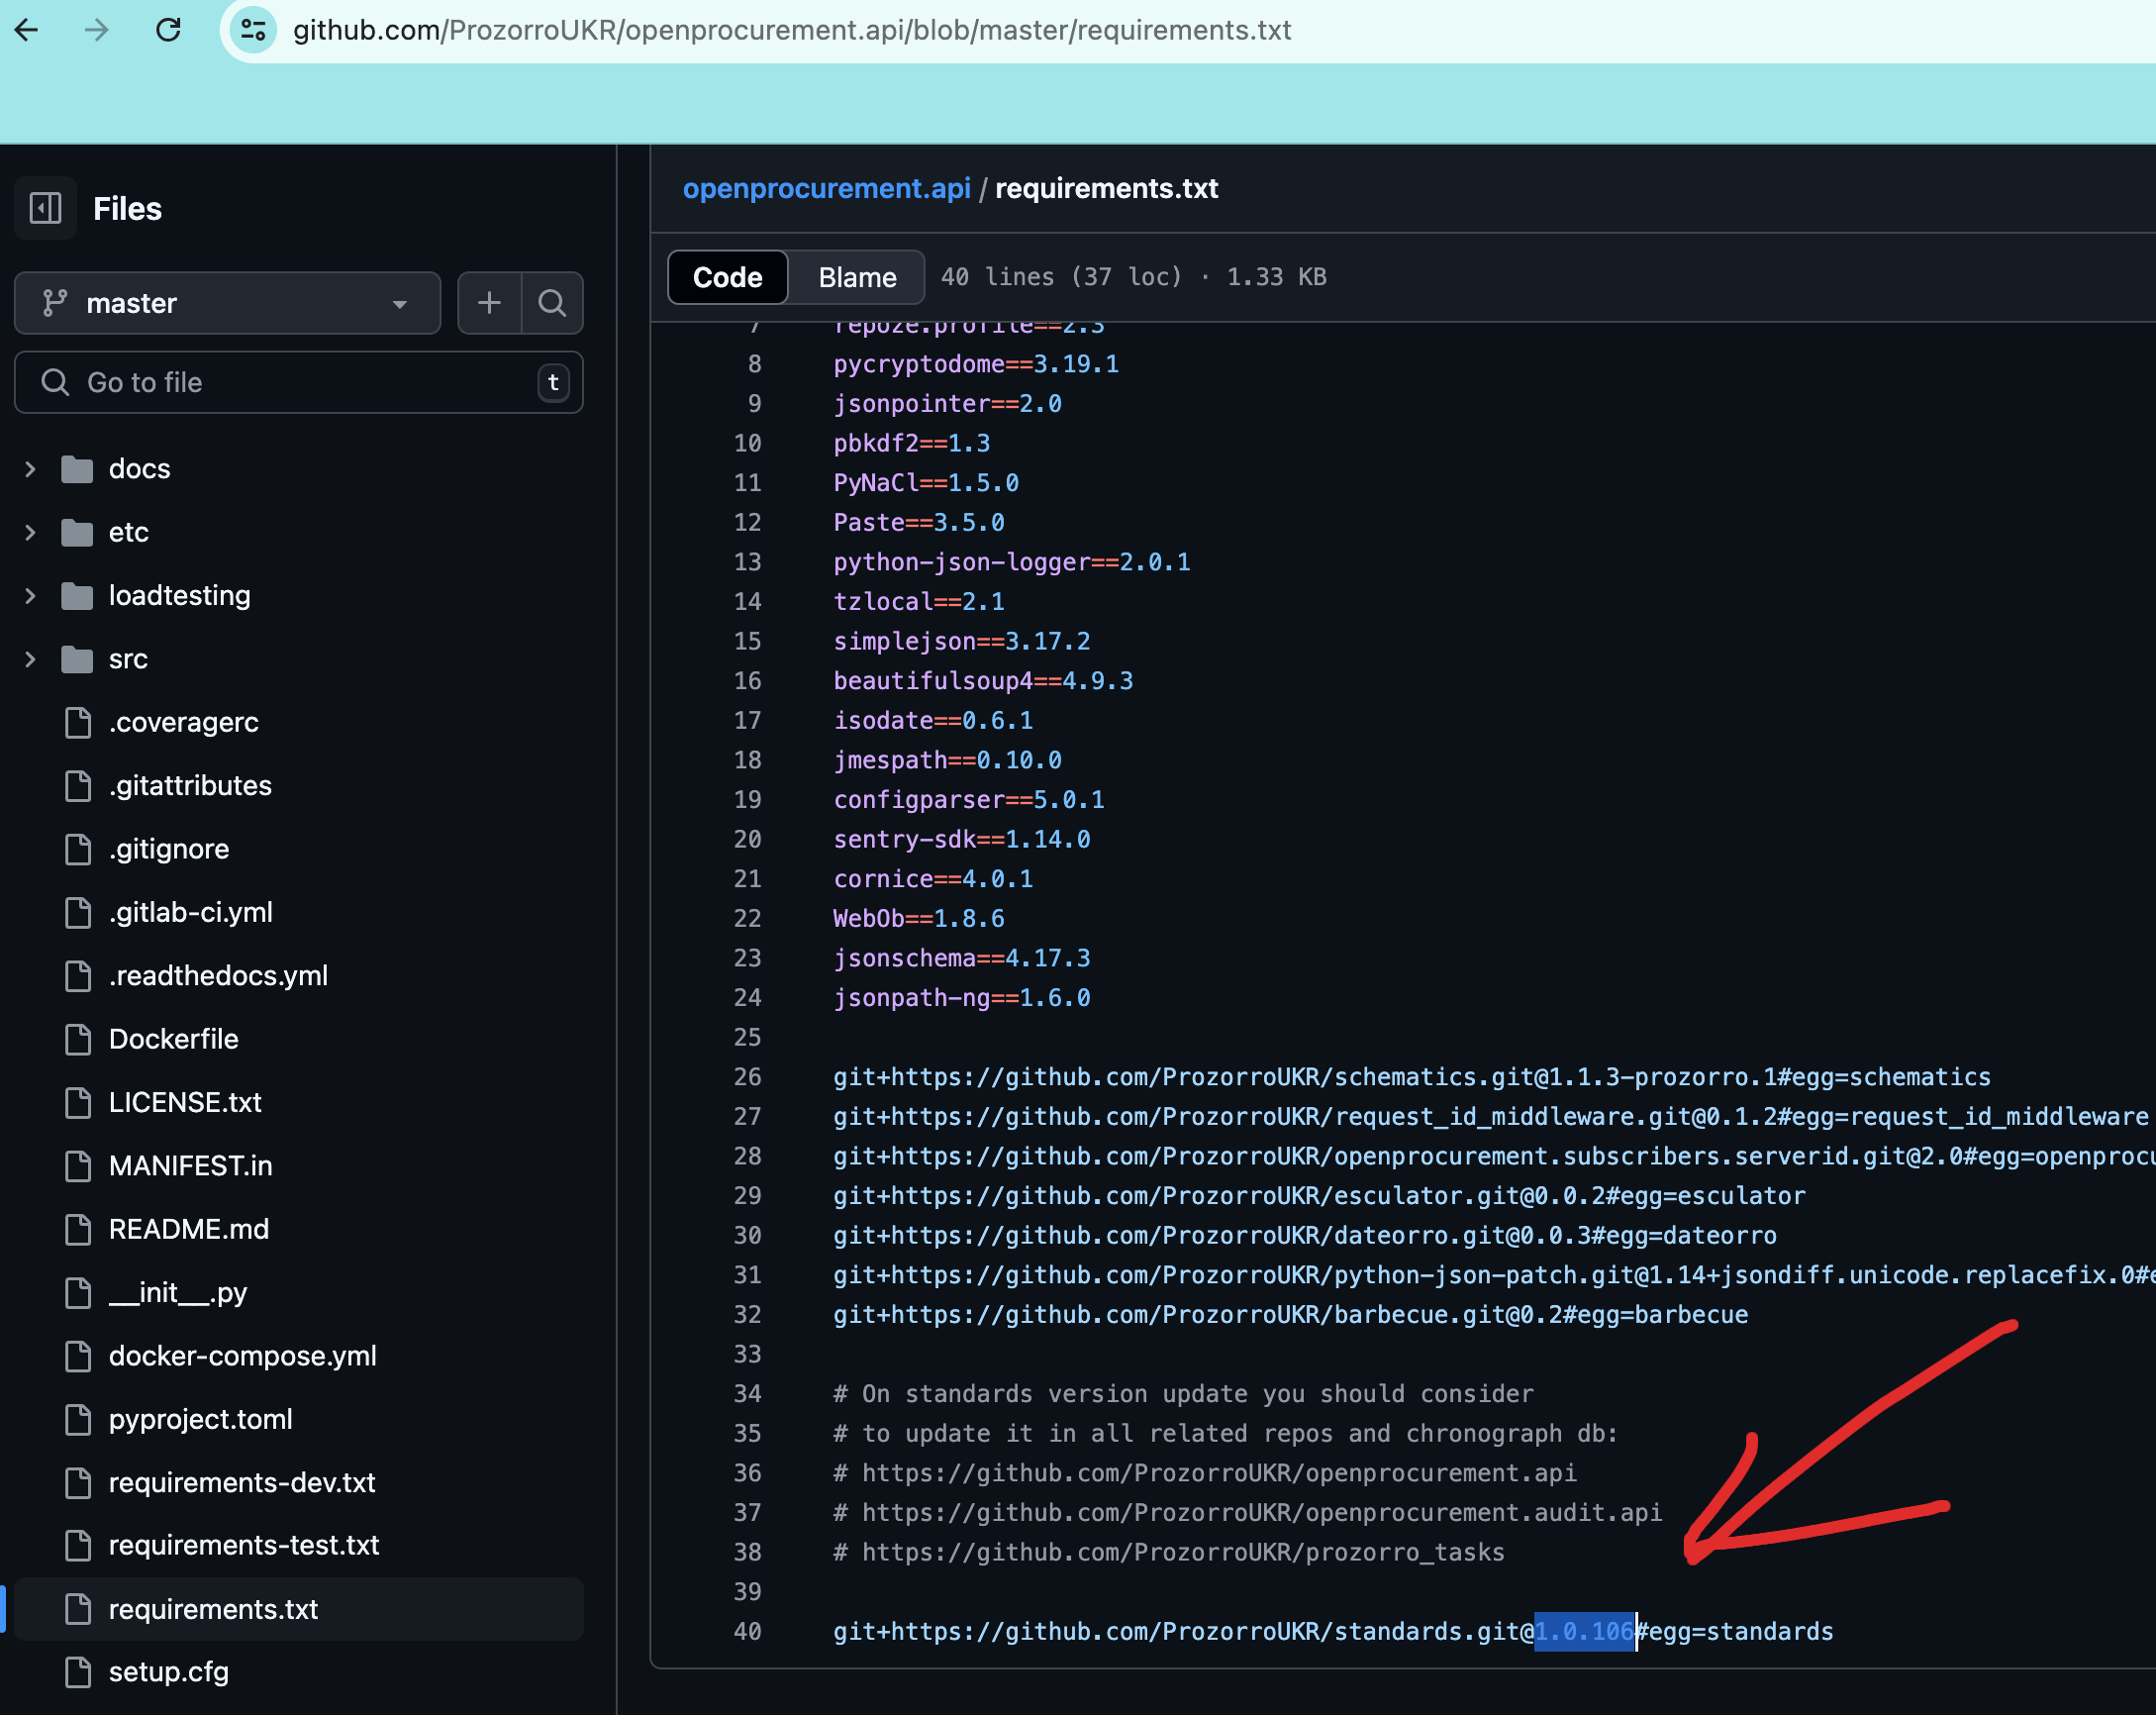 github.com/ProzorroUKR/openprocurement.api/blob/master/requirements.txt
Files
master
Go to file
t
docs
etc
loadtesting
src
.coveragerc
.gitattributes
.gitignore
.gitlab-ci.yml
.readthedocs.yml
Dockerfile
LICENSE.txt
MANIFEST.in
README.md
__init__.py
docker-compose.yml
pyproject.toml
requirements-dev.txt
requirements-test.txt
requirements.txt
setup.cfg
openprocurement.api / requirements.txt
Code Blame 40 lines (37 loc) · 1.33 KB
7 repoze.profile==2.3
8 pycryptodome==3.19.1
9 jsonpointer==2.0
10 pbkdf2==1.3
11 PyNaCl==1.5.0
12 Paste==3.5.0
13 python-json-logger==2.0.1
14 tzlocal==2.1
15 simplejson==3.17.2
16 beautifulsoup4==4.9.3
17 isodate==0.6.1
18 jmespath==0.10.0
19 configparser==5.0.1
20 sentry-sdk==1.14.0
21 cornice==4.0.1
22 WebOb==1.8.6
23 jsonschema==4.17.3
24 jsonpath-ng==1.6.0
25
26 git+https://github.com/ProzorroUKR/schematics.git@1.1.3-prozorro.1#egg=schematics
27 git+https://github.com/ProzorroUKR/request_id_middleware.git@0.1.2#egg=request_id_middleware
28 git+https://github.com/ProzorroUKR/openprocurement.subscribers.serverid.git@2.0#egg=openprocu
29 git+https://github.com/ProzorroUKR/esculator.git@0.0.2#egg=esculator
30 git+https://github.com/ProzorroUKR/dateorro.git@0.0.3#egg=dateorro
31 git+https://github.com/ProzorroUKR/python-json-patch.git@1.14+jsondiff.unicode.replacefix.0#e
32 git+https://github.com/ProzorroUKR/barbecue.git@0.2#egg=barbecue
33
34 # On standards version update you should consider
35 # to update it in all related repos and chronograph db:
36 # https://github.com/ProzorroUKR/openprocurement.api
37 # https://github.com/ProzorroUKR/openprocurement.audit.api
38 # https://github.com/ProzorroUKR/prozorro_tasks
39
40 git+https://github.com/ProzorroUKR/standards.git@1.0.106#egg=standards